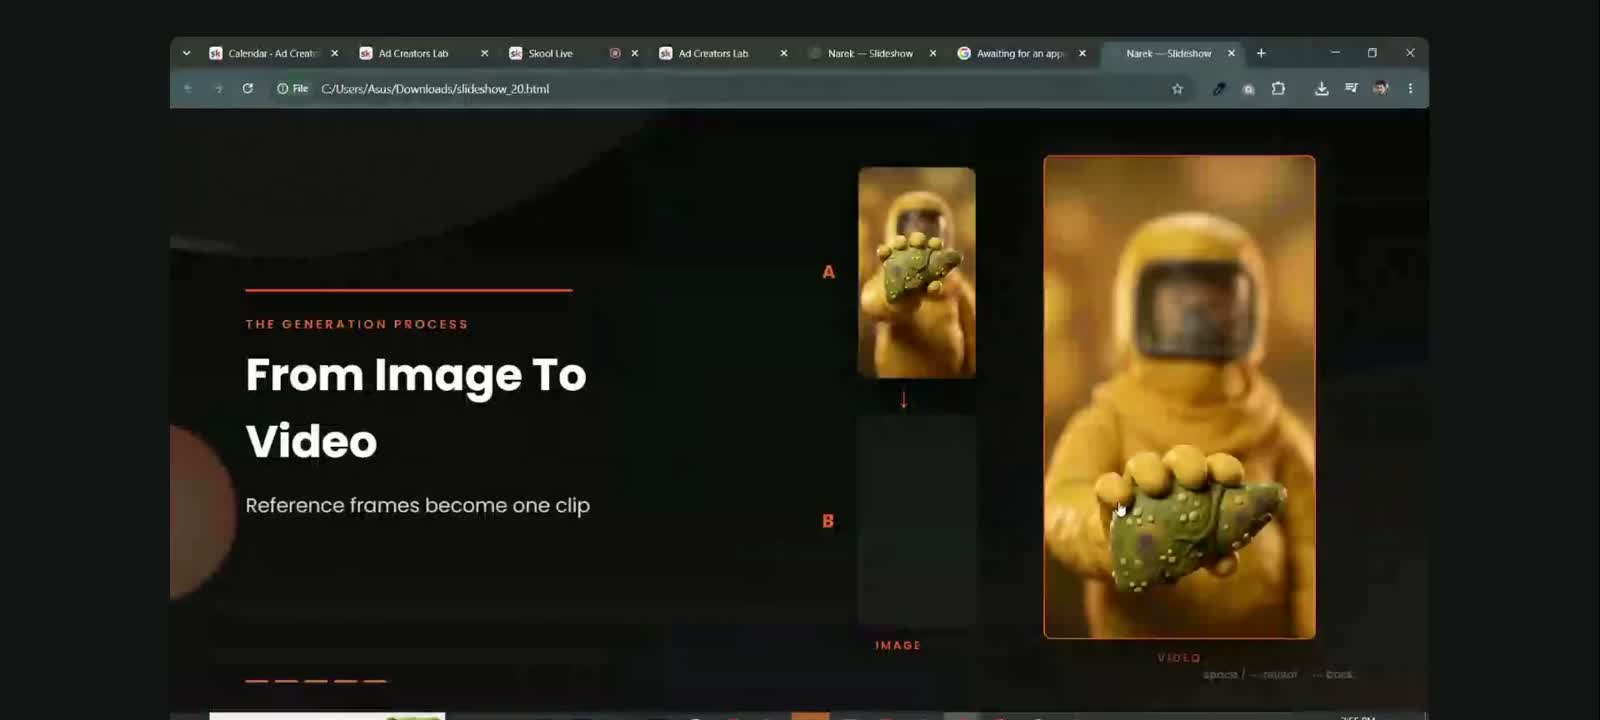 Calendar - Ad Creato
Ad Creators Lab
Skool Live
Ad Creators Lab
Narek — Slideshow
Awaiting for an app
Narek — Slideshow
File
C:/Users/Asus/Downloads/slideshow_20.html
THE GENERATION PROCESS
From Image To
Video
Reference frames become one clip
A
B
IMAGE
VIDEO
space /